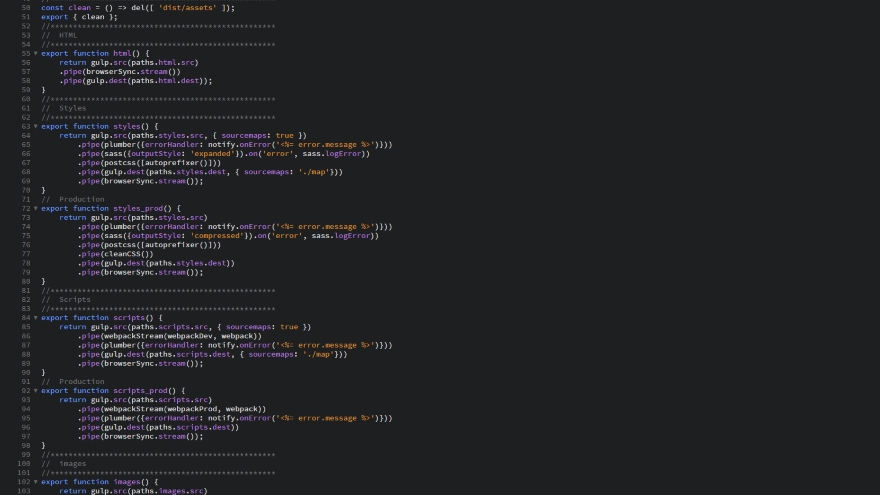 50 const clean = () => del([ 'dist/assets' ]);
51 export { clean };
52 //**************************************************
53 //  HTML
54 //**************************************************
55 export function html() {
56     return gulp.src(paths.html.src)
57     .pipe(browserSync.stream())
58     .pipe(gulp.dest(paths.html.dest));
59 }
60 //**************************************************
61 //  Styles
62 //**************************************************
63 export function styles() {
64     return gulp.src(paths.styles.src, { sourcemaps: true })
65         .pipe(plumber({errorHandler: notify.onError('<%= error.message %>')}))
66         .pipe(sass({outputStyle: 'expanded'}).on('error', sass.logError))
67         .pipe(postcss([autoprefixer()]))
68         .pipe(gulp.dest(paths.styles.dest, { sourcemaps: './map'}))
69         .pipe(browserSync.stream());
70 }
71 //  Production
72 export function styles_prod() {
73     return gulp.src(paths.styles.src)
74         .pipe(plumber({errorHandler: notify.onError('<%= error.message %>')}))
75         .pipe(sass({outputStyle: 'compressed'}).on('error', sass.logError))
76         .pipe(postcss([autoprefixer()]))
77         .pipe(cleanCSS())
78         .pipe(gulp.dest(paths.styles.dest))
79         .pipe(browserSync.stream());
80 }
81 //**************************************************
82 //  Scripts
83 //**************************************************
84 export function scripts() {
85     return gulp.src(paths.scripts.src, { sourcemaps: true })
86         .pipe(webpackStream(webpackDev, webpack))
87         .pipe(plumber({errorHandler: notify.onError('<%= error.message %>')}))
88         .pipe(gulp.dest(paths.scripts.dest, { sourcemaps: './map'}))
89         .pipe(browserSync.stream());
90 }
91 //  Production
92 export function scripts_prod() {
93     return gulp.src(paths.scripts.src)
94         .pipe(webpackStream(webpackProd, webpack))
95         .pipe(plumber({errorHandler: notify.onError('<%= error.message %>')}))
96         .pipe(gulp.dest(paths.scripts.dest))
97         .pipe(browserSync.stream());
98 }
99 //**************************************************
100 //  images
101 //**************************************************
102 export function images() {
103     return gulp.src(paths.images.src)